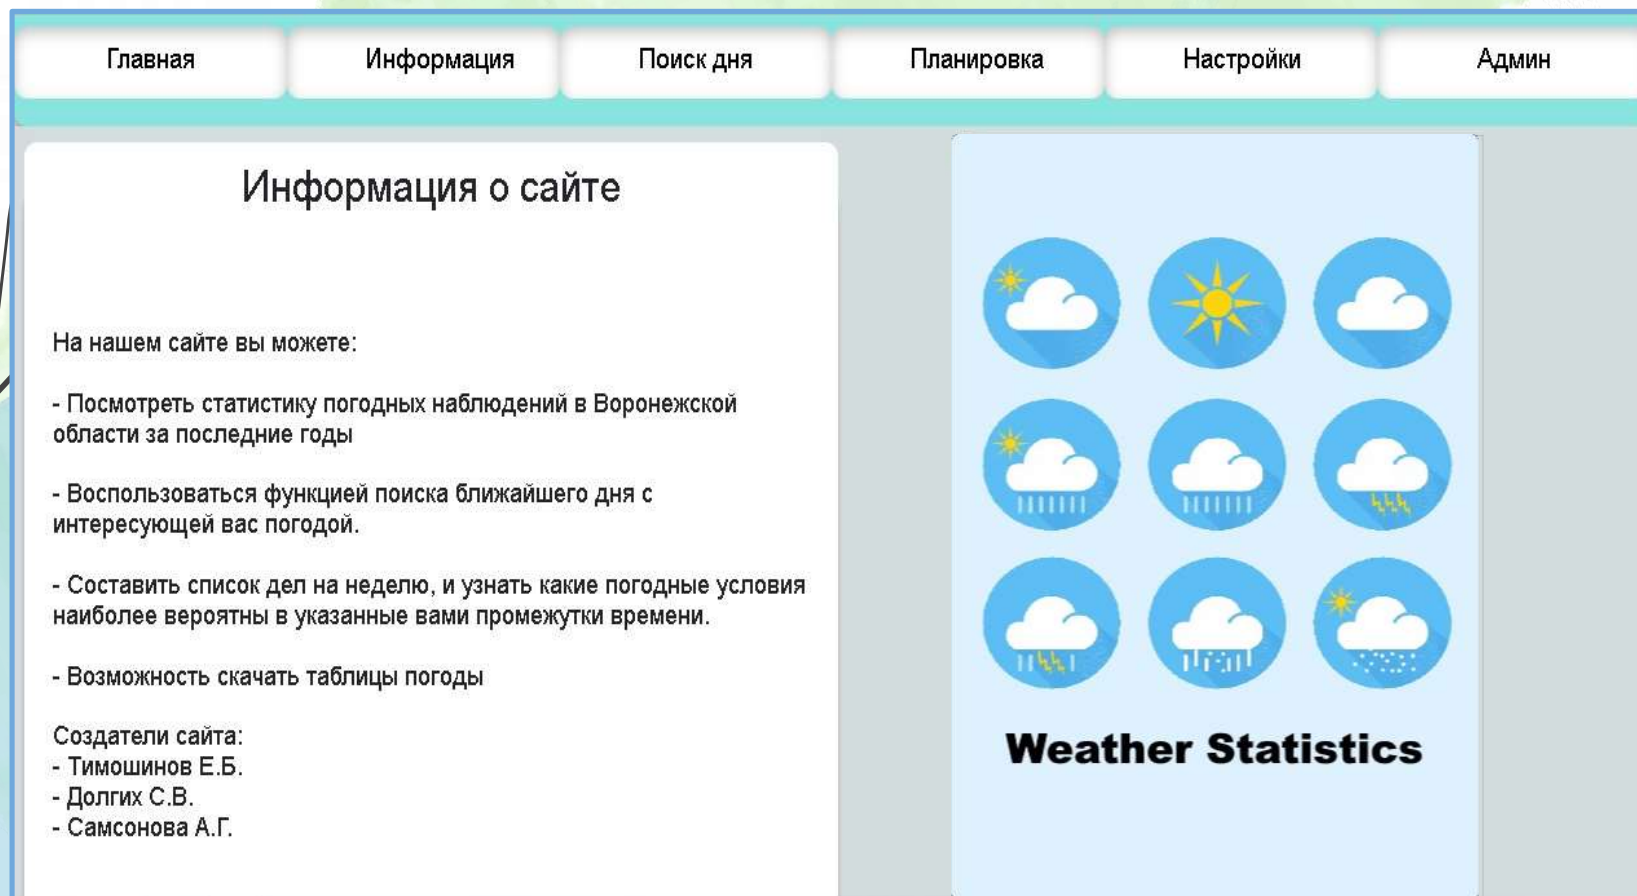 Главная
Информация
Поиск дня
Планировка
Настройки
Админ
Информация о сайте
На нашем сайте вы можете:
- Посмотреть статистику погодных наблюдений в Воронежской
области за последние годы
- Воспользоваться функцией поиска ближайшего дня с
интересующей вас погодой.
- Составить список дел на неделю, и узнать какие погодные условия
наиболее вероятны в указанные вами промежутки времени.
- Возможность скачать таблицы погоды
Создатели сайта:
- Тимошинов Е.Б.
- Долгих С.В.
- Самсонова А.Г.
Weather Statistics